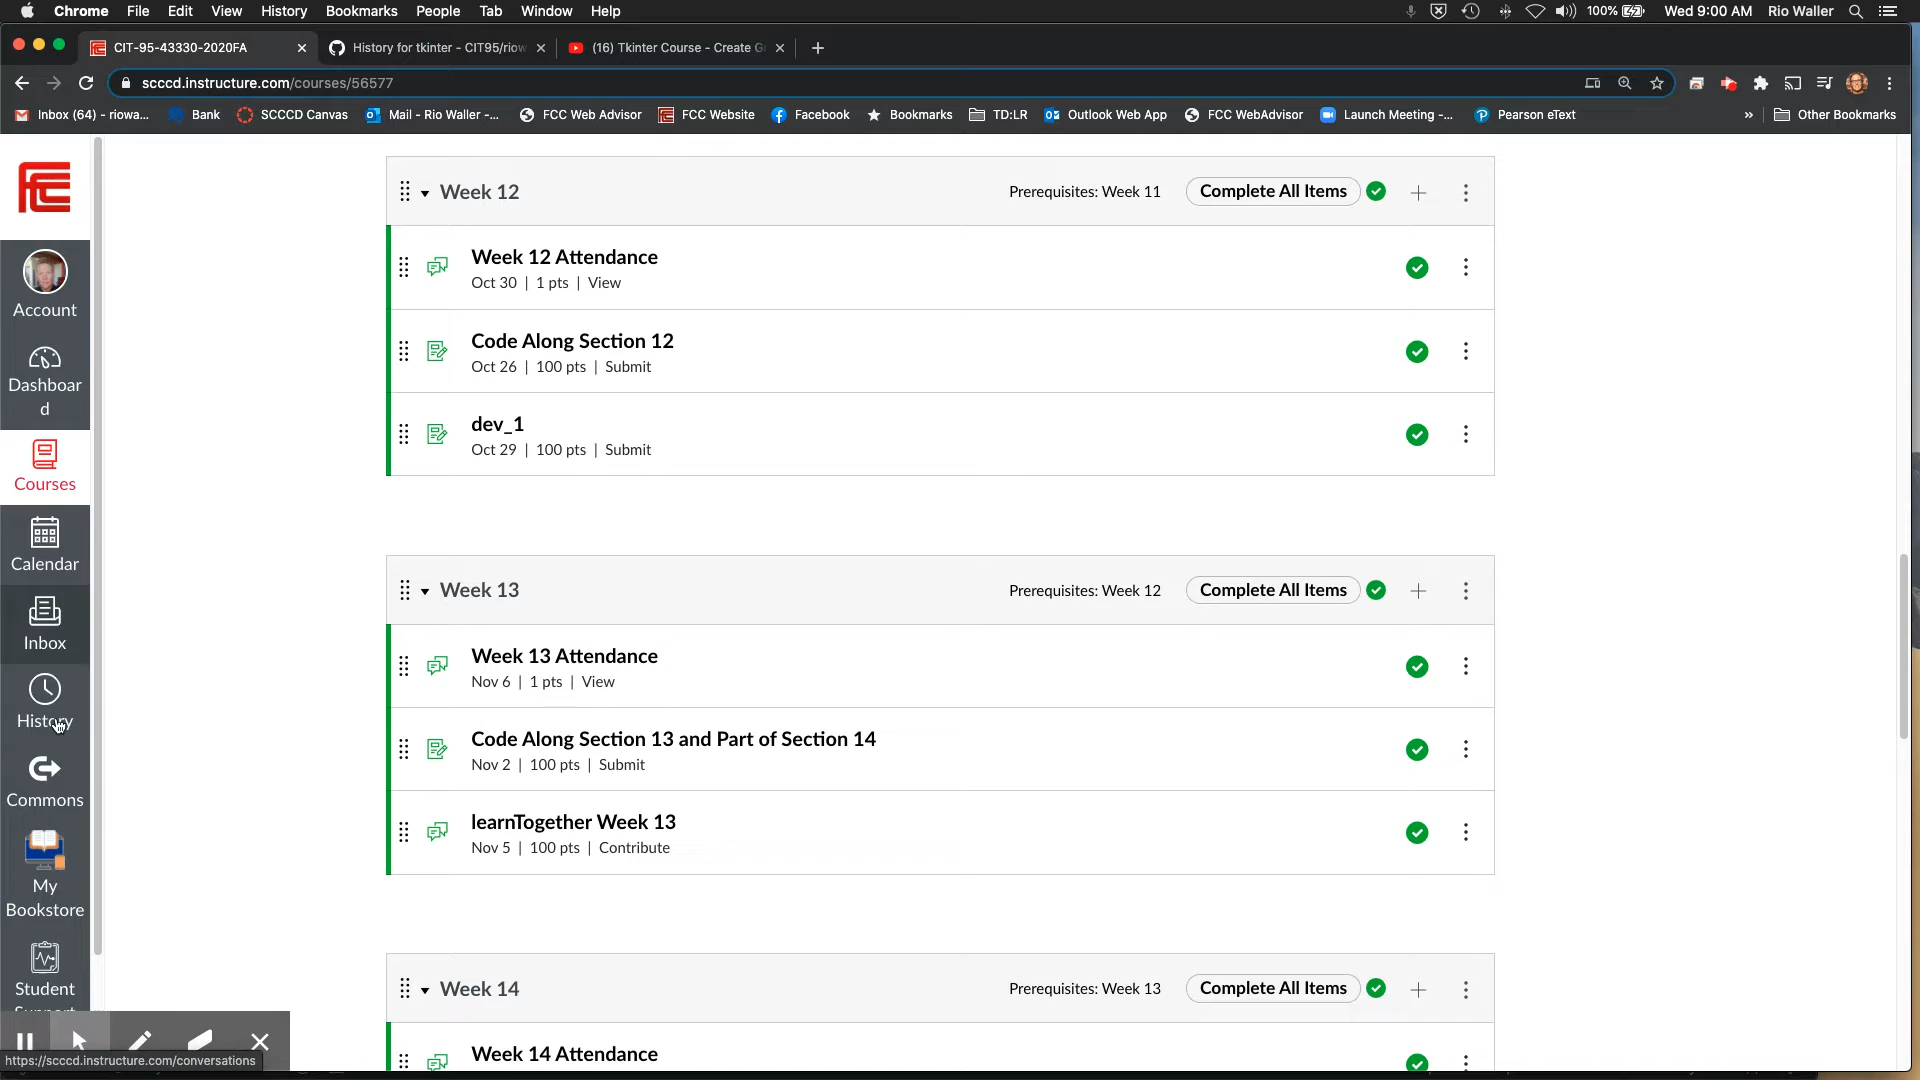 Chrome File Edit View History Bookmarks People Tab Window Help 100% Wed 9:00 AM Rio Waller
CIT-95-43330-2020FA History for tkinter - CIT95/riow (16) Tkinter Course - Create G
scccd.instructure.com/courses/56577
Inbox (64) - riowa... Bank SCCCD Canvas Mail - Rio Waller -... FCC Web Advisor FCC Website Facebook Bookmarks TD:LR Outlook Web App FCC WebAdvisor Launch Meeting -... Pearson eText » Other Bookmarks
Account
Dashboar
d
Courses
Calendar
Inbox
History
Commons
My
Bookstore
Student
Support
Week 12 Prerequisites: Week 11 Complete All Items
Week 12 Attendance
Oct 30 | 1 pts | View
Code Along Section 12
Oct 26 | 100 pts | Submit
dev_1
Oct 29 | 100 pts | Submit
Week 13 Prerequisites: Week 12 Complete All Items
Week 13 Attendance
Nov 6 | 1 pts | View
Code Along Section 13 and Part of Section 14
Nov 2 | 100 pts | Submit
learnTogether Week 13
Nov 5 | 100 pts | Contribute
Week 14 Prerequisites: Week 13 Complete All Items
Week 14 Attendance
https://scccd.instructure.com/conversations